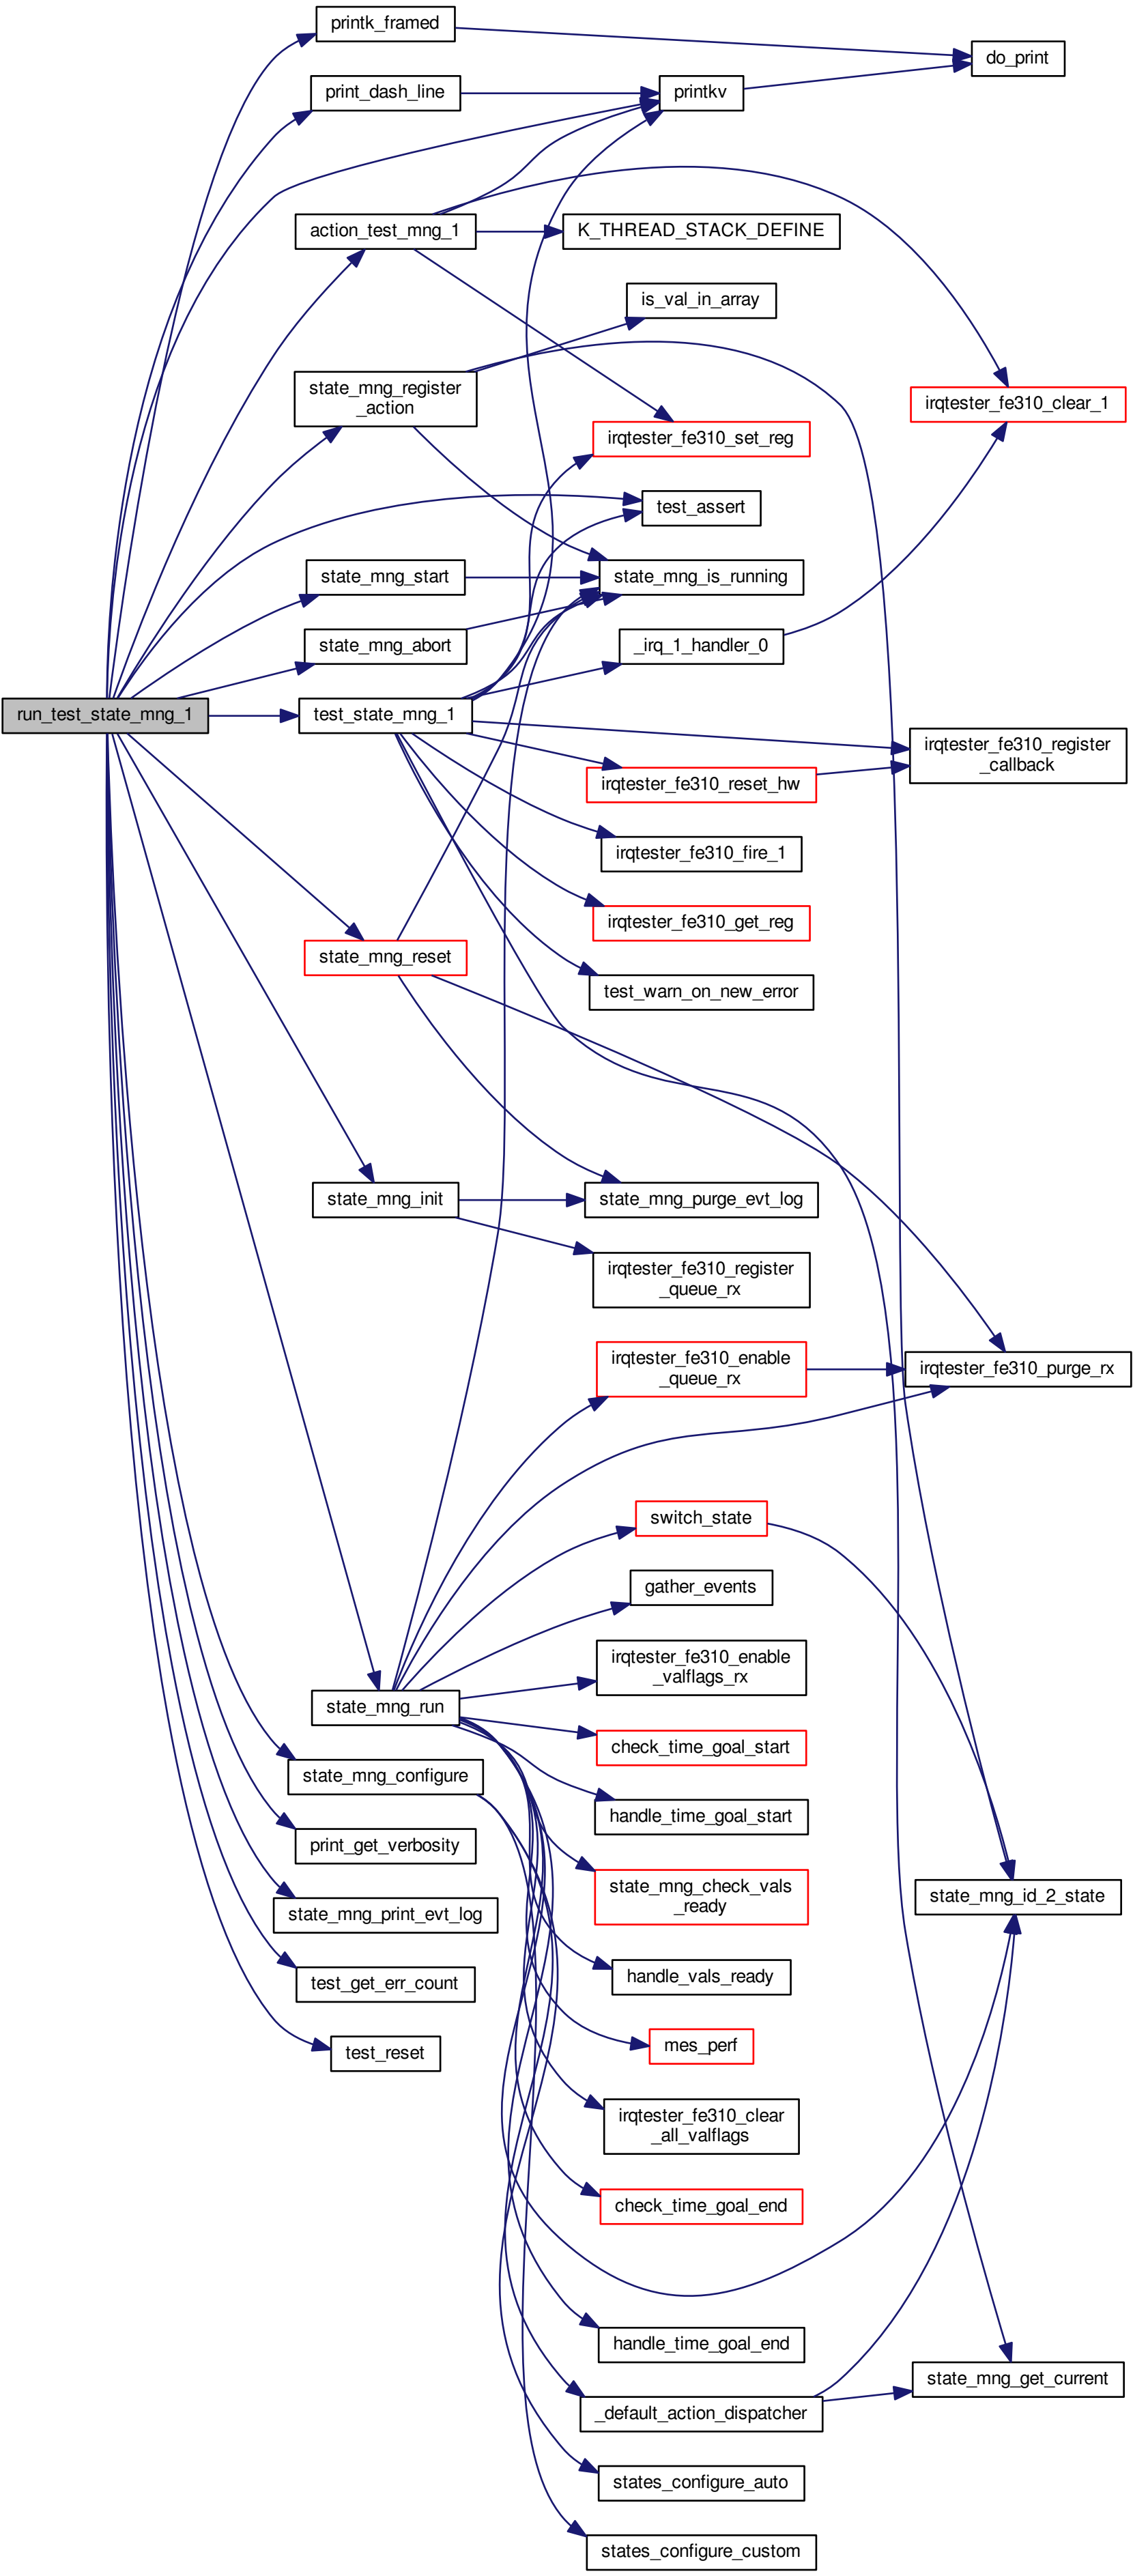 printk_framed
do_print
print_dash_line
printkv
action_test_mng_1
K_THREAD_STACK_DEFINE
is_val_in_array
state_mng_register
_action
irqtester_fe310_clear_1
irqtester_fe310_set_reg
test_assert
state_mng_start
state_mng_is_running
state_mng_abort
_irq_1_handler_0
run_test_state_mng_1
test_state_mng_1
irqtester_fe310_register
_callback
irqtester_fe310_reset_hw
irqtester_fe310_fire_1
irqtester_fe310_get_reg
state_mng_reset
test_warn_on_new_error
state_mng_init
state_mng_purge_evt_log
irqtester_fe310_register
_queue_rx
irqtester_fe310_enable
_queue_rx
irqtester_fe310_purge_rx
switch_state
gather_events
irqtester_fe310_enable
_valflags_rx
state_mng_run
check_time_goal_start
state_mng_configure
handle_time_goal_start
print_get_verbosity
state_mng_check_vals
_ready
state_mng_id_2_state
state_mng_print_evt_log
handle_vals_ready
test_get_err_count
test_reset
mes_perf
irqtester_fe310_clear
_all_valflags
check_time_goal_end
handle_time_goal_end
state_mng_get_current
_default_action_dispatcher
states_configure_auto
states_configure_custom